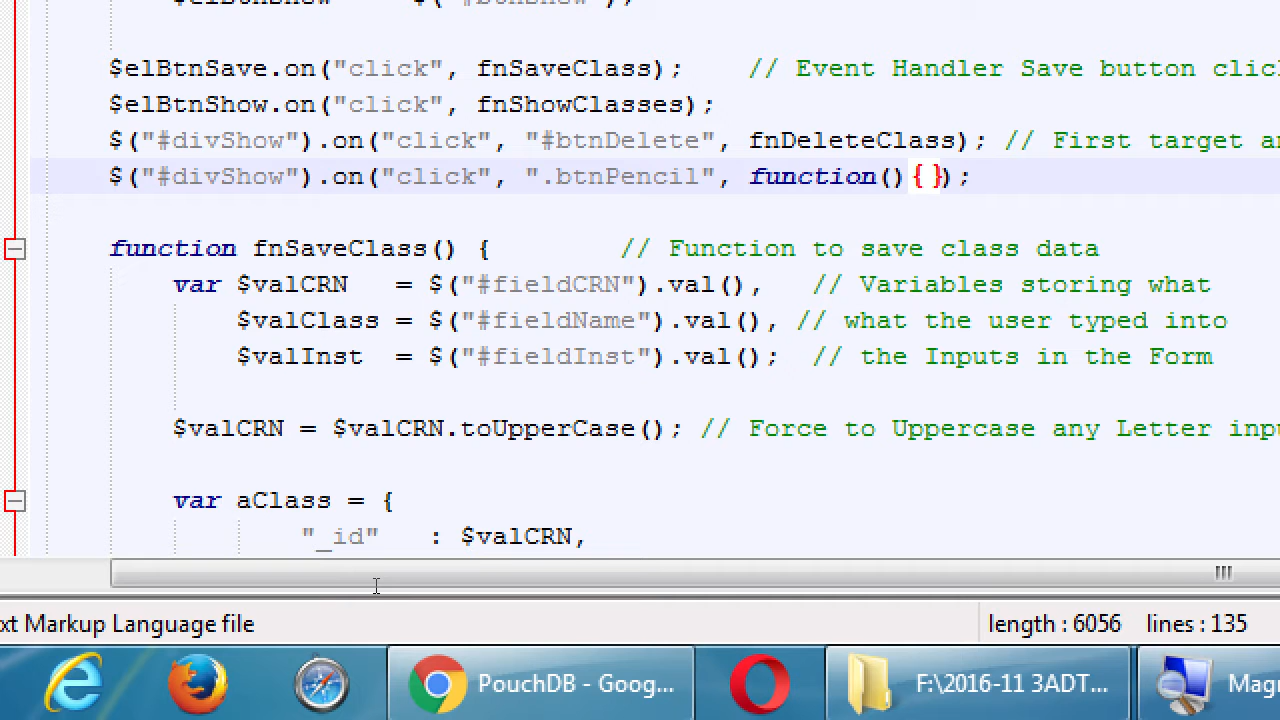 $("#btnShow");
$elBtnSave.on("click", fnSaveClass);    // Event Handler Save button
$elBtnShow.on("click", fnShowClasses);
$("#divShow").on("click", "#btnDelete", fnDeleteClass); // First target
$("#divShow").on("click", ".btnPencil", function(){});
function fnSaveClass() {        // Function to save class data
var $valCRN   = $("#fieldCRN").val(),   // Variables storing what
$valClass = $("#fieldName").val(), // what the user typed into
$valInst  = $("#fieldInst").val();  // the Inputs in the Form
$valCRN = $valCRN.toUpperCase(); // Force to Uppercase any Letter
var aClass = {
"_id"   : $valCRN,
xt Markup Language file length : 6056 lines : 135
PouchDB - Goog... F:\2016-11 3ADT...